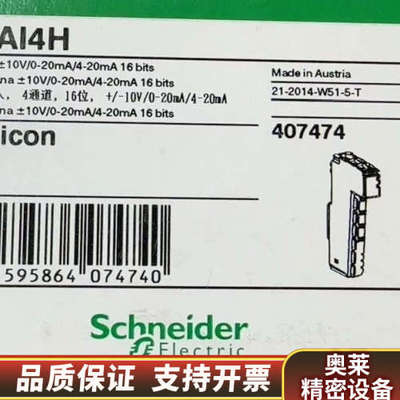 AI4H
±10V/0-20mA/4-20mA 16 bits
na ±10V/0-20mA/4-20mA 16 bits
入, 4通道, 16位, +/-10V/0-20mA/4-20mA
na ±10V/0-20mA/4-20mA 16 bits
Made in Austria
21-2014-W51-5-T
icon
407474
595864 074740
Schneider
Electric
品质保证 支持开票
奥莱
精密设备